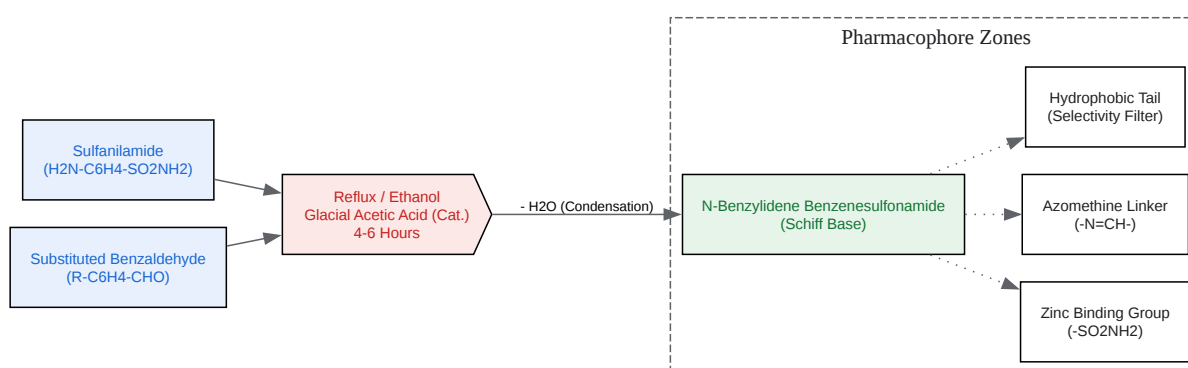 Pharmacophore Zones
Sulfanilamide
(H2N-C6H4-SO2NH2)
Substituted Benzaldehyde
(R-C6H4-CHO)
Reflux / Ethanol
Glacial Acetic Acid (Cat.)
4-6 Hours
- H2O (Condensation)
N-Benzylidene Benzenesulfonamide
(Schiff Base)
Hydrophobic Tail
(Selectivity Filter)
Azomethine Linker
(-N=CH-)
Zinc Binding Group
(-SO2NH2)